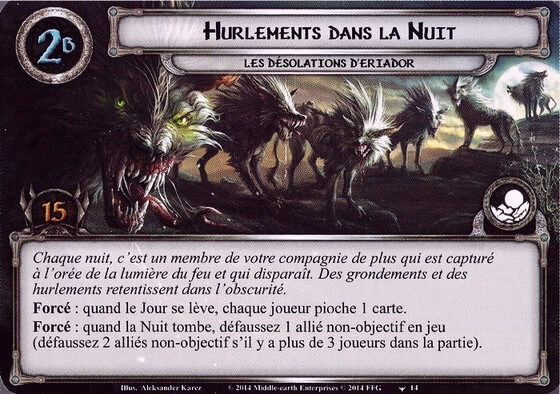 2B
HURLEMENTS DANS LA NUIT
LES DÉSOLATIONS D'ERIADOR
15
Chaque nuit, c'est un membre de votre compagnie de plus qui est capturé
à l'orée de la lumière du feu et qui disparaît. Des grondements et des
hurlements retentissent dans l'obscurité.
Forcé : quand le Jour se lève, chaque joueur pioche 1 carte.
Forcé : quand la Nuit tombe, défaussez 1 allié non-objectif en jeu
(défaussez 2 alliés non-objectif s'il y a plus de 3 joueurs dans la partie).
Illus. Aleksander Karcz © 2014 Middle-earth Enterprises © 2014 FFG 14